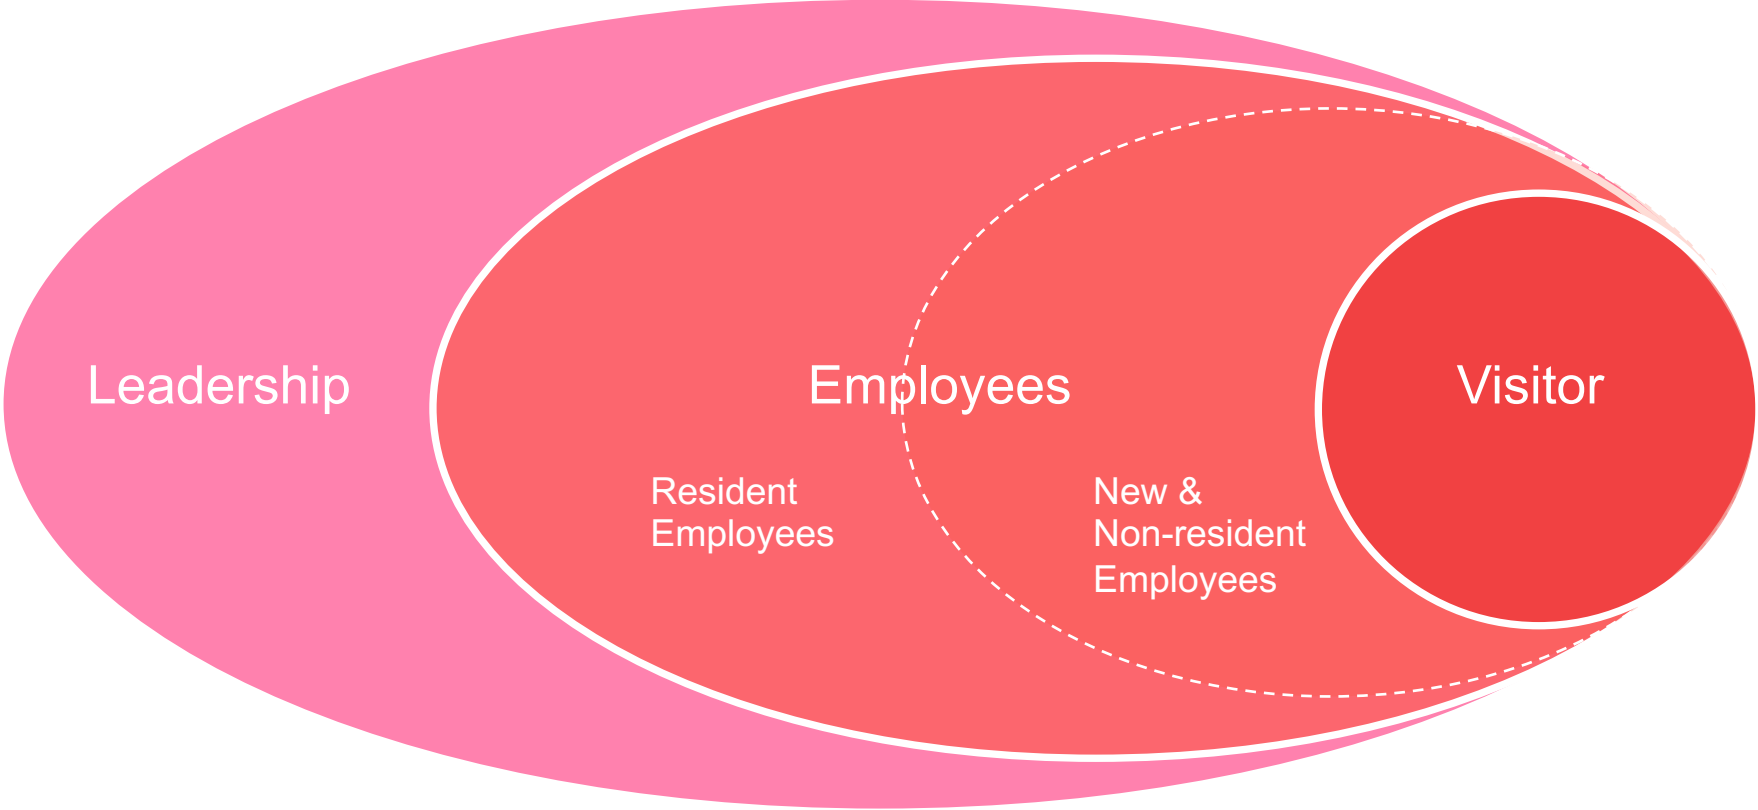 Leadership
Employees
Visitor
Resident
Employees
New &
Non-resident
Employees